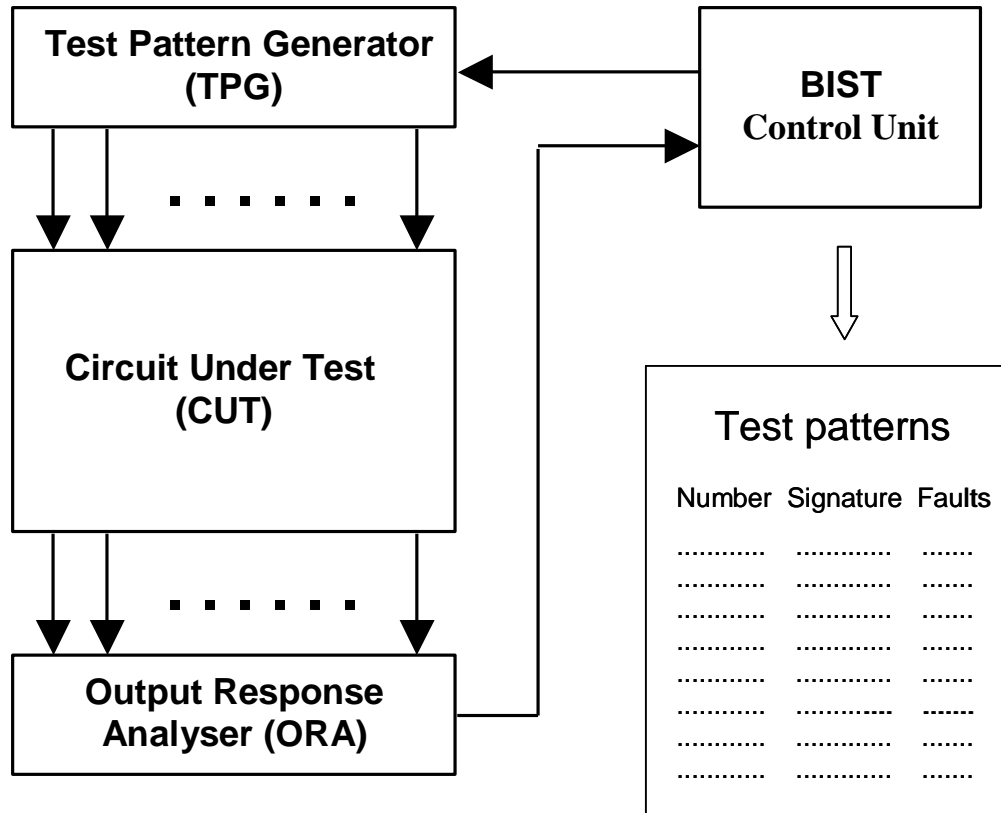 Test Pattern Generator
(TPG)
BIST
Control Unit
. . . . . .
Circuit Under Test
(CUT)
Test patterns
Number Signature Faults
............ ............. .......
............ ............. .......
............ ............. .......
............ ............. .......
............ ............. .......
............ ............. .......
............ ............. .......
............ ............. .......
. . . . . .
Output Response
Analyser (ORA)